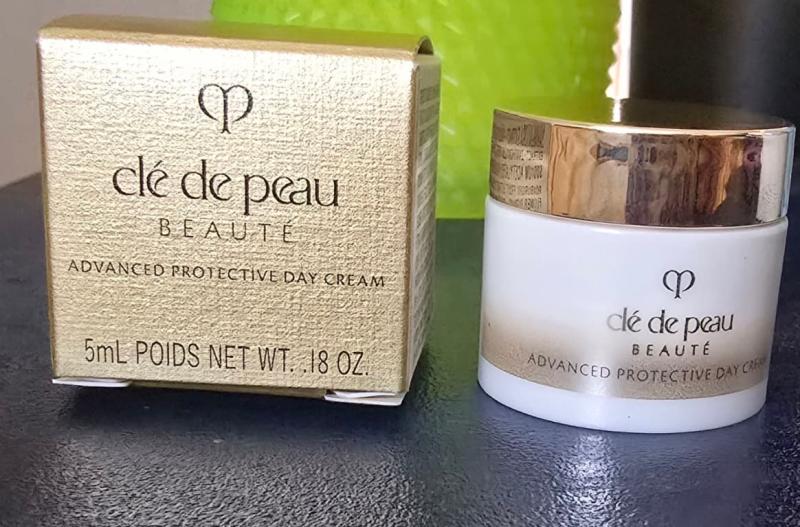 clé de peau
BEAUTÉ
ADVANCED PROTECTIVE DAY CREAM
5mL POIDS NET WT. .18 OZ.
clé de peau
BEAUTÉ
ADVANCED PROTECTIVE DAY CREAM